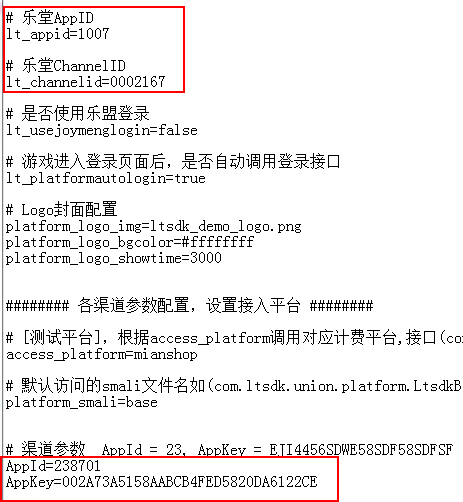 # 乐堂AppID
lt_appid=1007
# 乐堂ChannelID
lt_channelid=0002167
# 是否使用乐盟登录
lt_usejoymenglogin=false
# 游戏进入登录页面后, 是否自动调用登录接口
lt_platformautologin=true
# Logo封面配置
platform_logo_img=ltsdk_demo_logo.png
platform_logo_bgcolor=#ffffffff
platform_logo_showtime=3000
######## 各渠道参数配置, 设置接入平台 ########
# [测试平台], 根据access_platform调用对应计费平台,接口(co
access_platform=mianshop
# 默认访问的smali文件名如(com.ltsdk.union.platform.LtsdkB
platform_smali=base
# 渠道参数 AppId = 23, AppKey = EJI4456SDWE58SDF58SDFSF
AppId=238701
AppKey=002A73A5158AABCB4FED5820DA6122CE